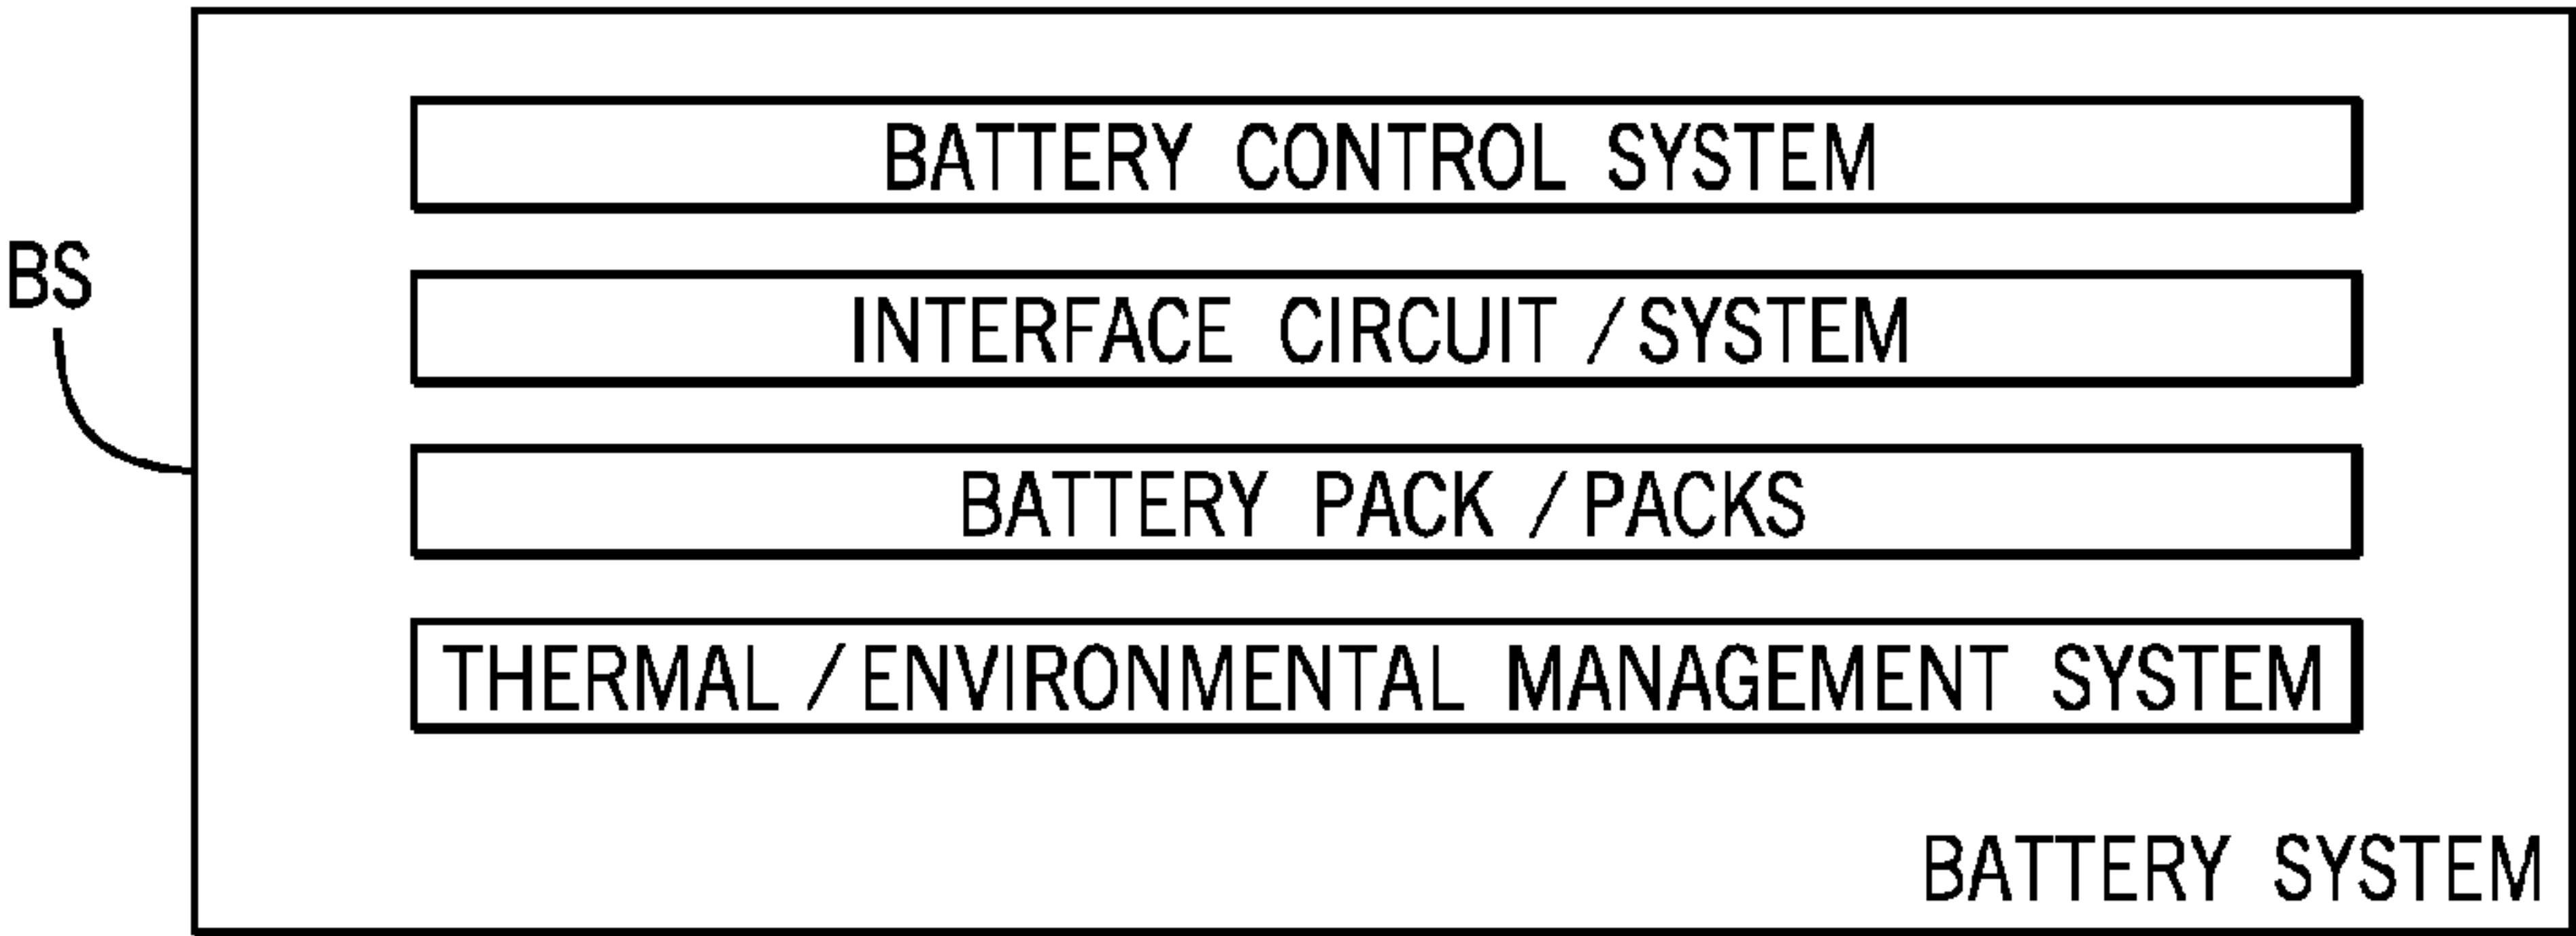 BATTERY CONTROL SYSTEM
BS
INTERFACE CIRCUIT / SYSTEM
BATTERY PACK / PACKS
THERMAL / ENVIRONMENTAL MANAGEMENT SYSTEM
BATTERY SYSTEM